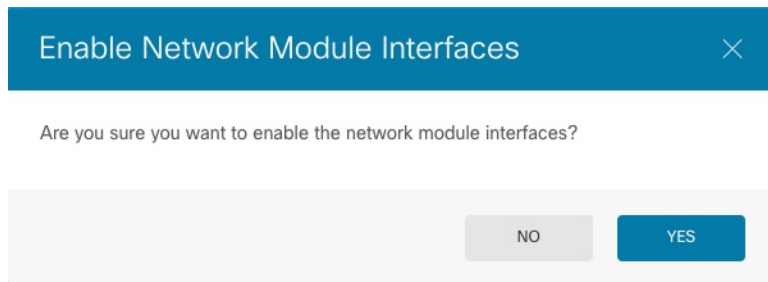 Enable Network Module Interfaces
Are you sure you want to enable the network module interfaces?
NO YES